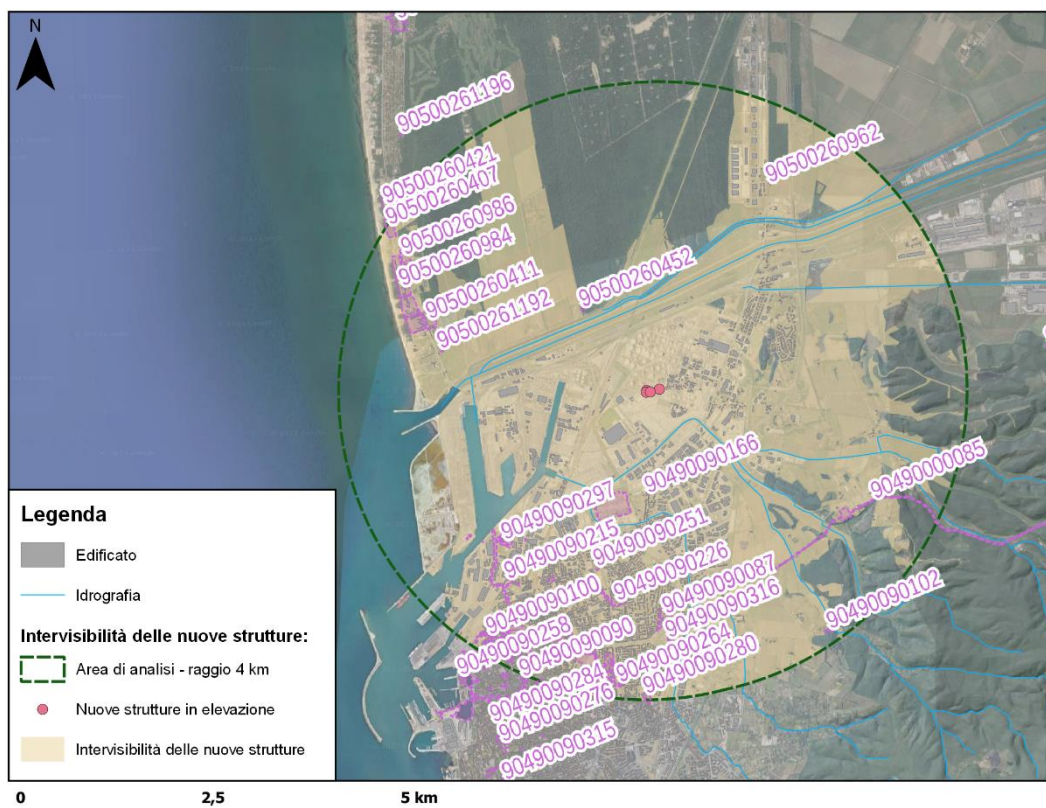 N
90500261196
90500260962
90500260421
90500260407
90500260986
90500260984
90500260452
90500260411
90500261192
90490090166
90490000085
90490090297
90490090251
90490090215
90490090226
90490090087
90490090100
90490090316
90490090102
90490090258
90490090090
90490090264
90490090280
90490090284
90490090276
90490090315
Legenda
Edificato
Idrografia
Intervisibilità delle nuove strutture:
Area di analisi - raggio 4 km
Nuove strutture in elevazione
Intervisibilità delle nuove strutture
0 2,5 5 km